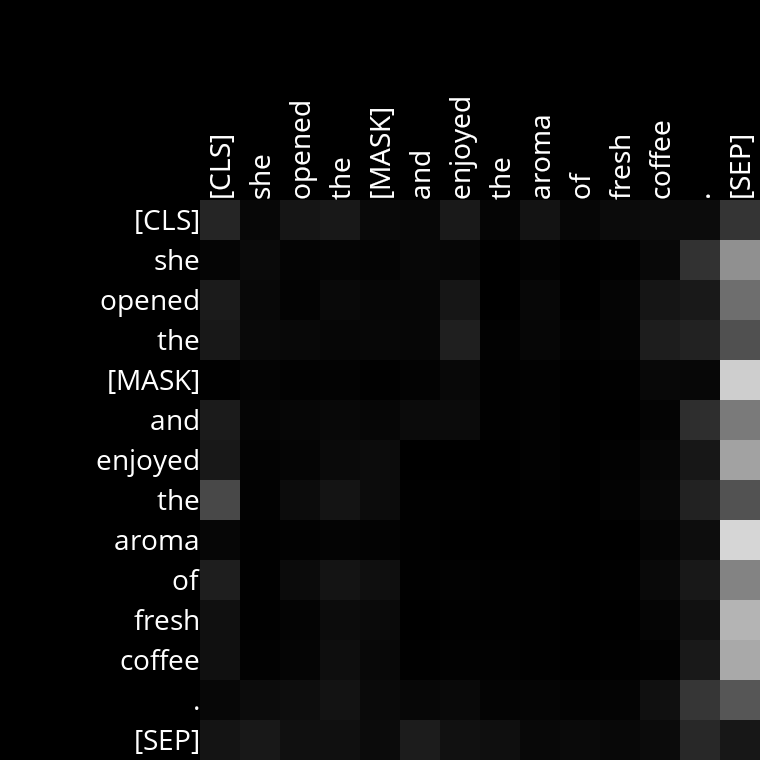 [CLS] she opened the [MASK] and enjoyed the aroma of fresh coffee . [SEP]
[CLS]
she
opened
the
[MASK]
and
enjoyed
the
aroma
of
fresh
coffee
.
[SEP]